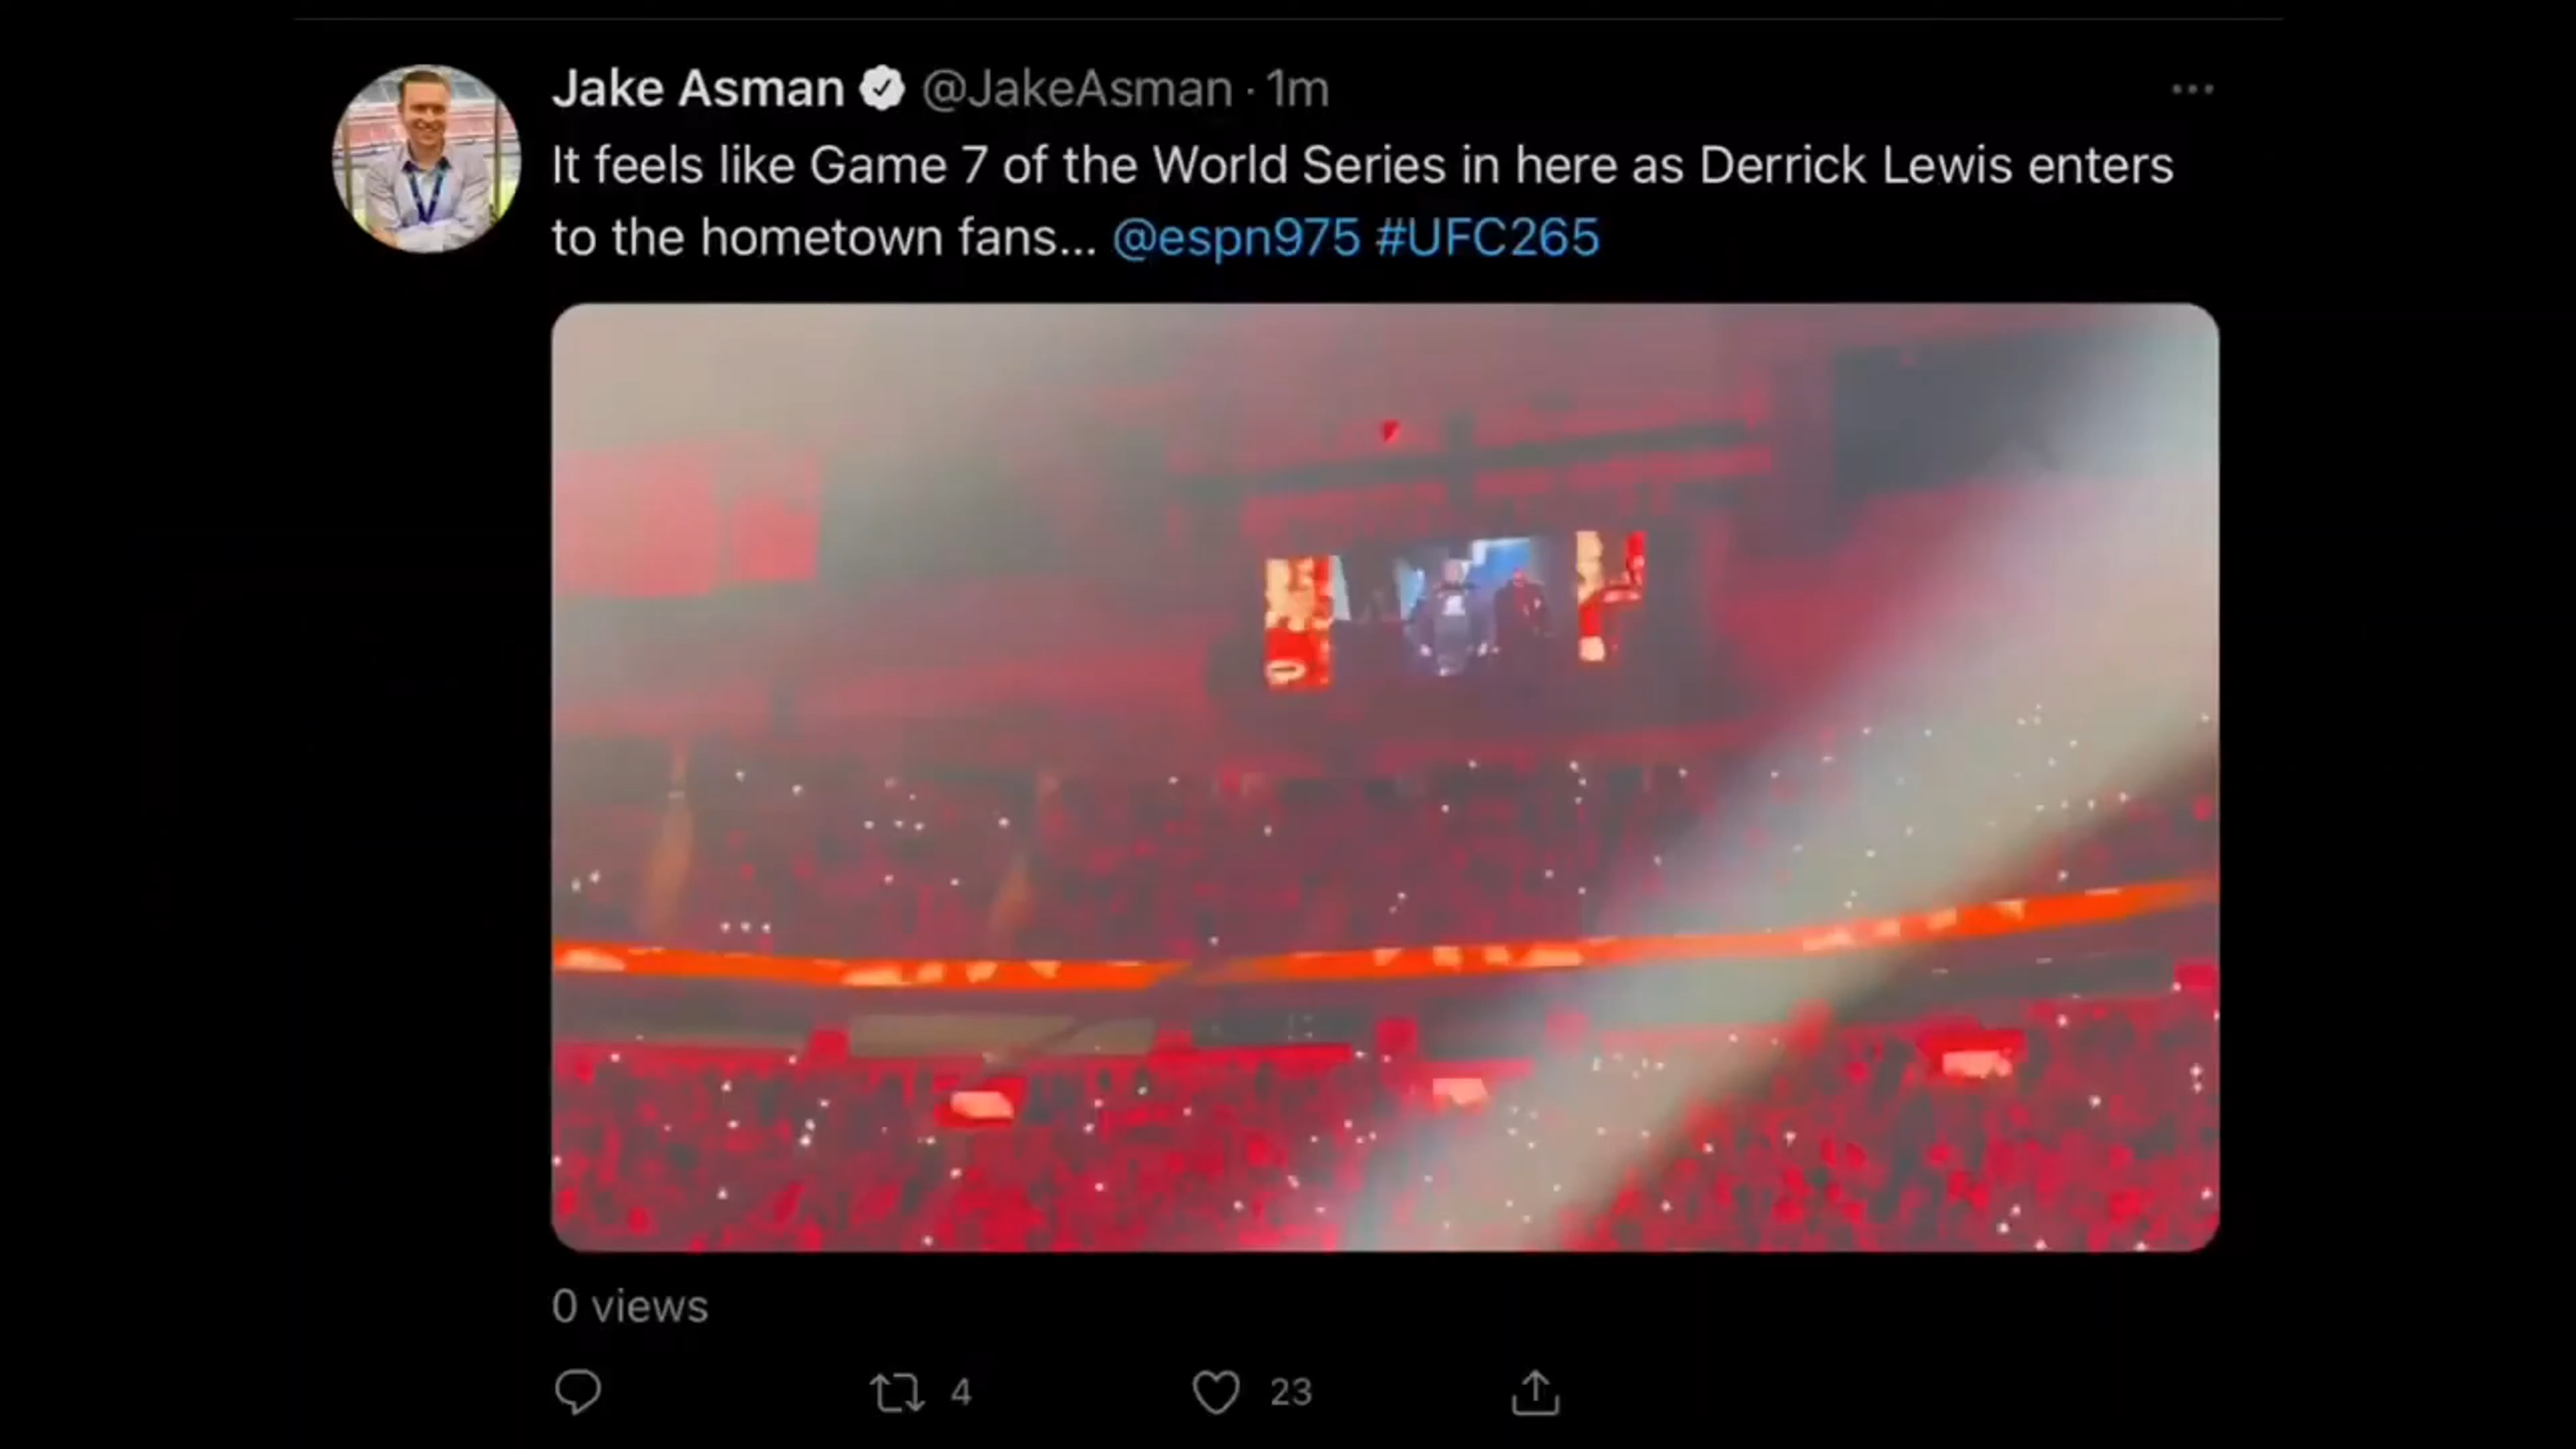 Jake Asman @JakeAsman · 1m
It feels like Game 7 of the World Series in here as Derrick Lewis enters
to the hometown fans... @espn975 #UFC265
0 views
4 23